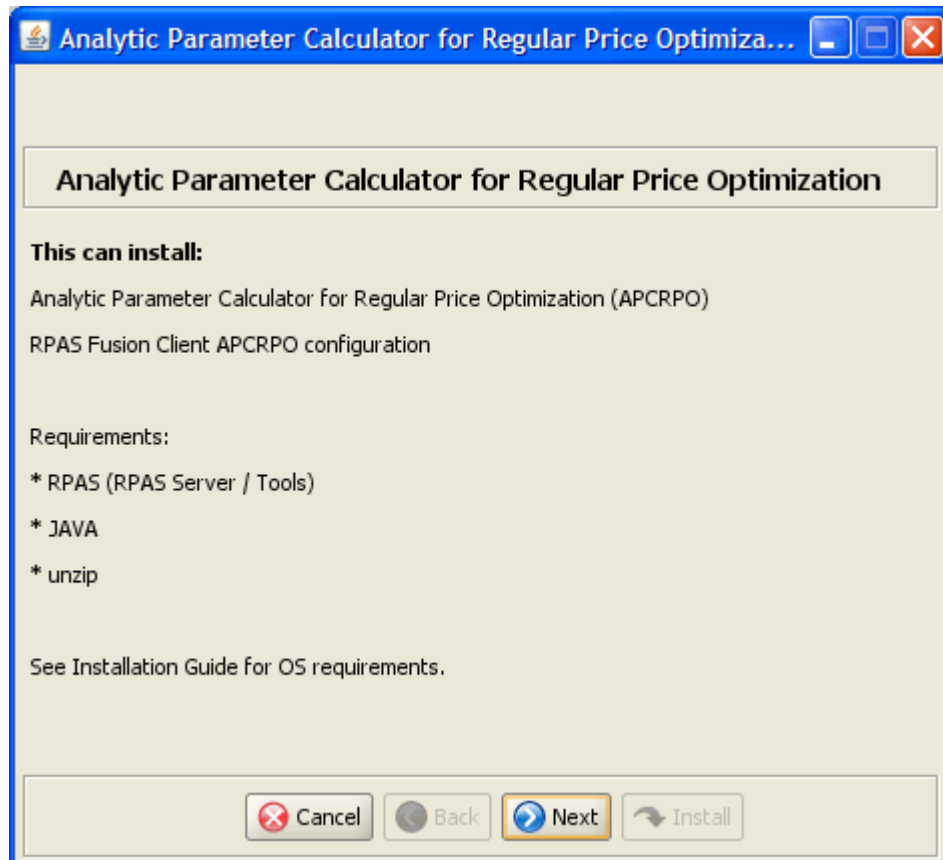 Analytic Parameter Calculator for Regular Price Optimiza...
Analytic Parameter Calculator for Regular Price Optimization
This can install:
Analytic Parameter Calculator for Regular Price Optimization (APCRPO)
RPAS Fusion Client APCRPO configuration
Requirements:
* RPAS (RPAS Server / Tools)
* JAVA
* unzip
See Installation Guide for OS requirements.
Cancel Back Next Install